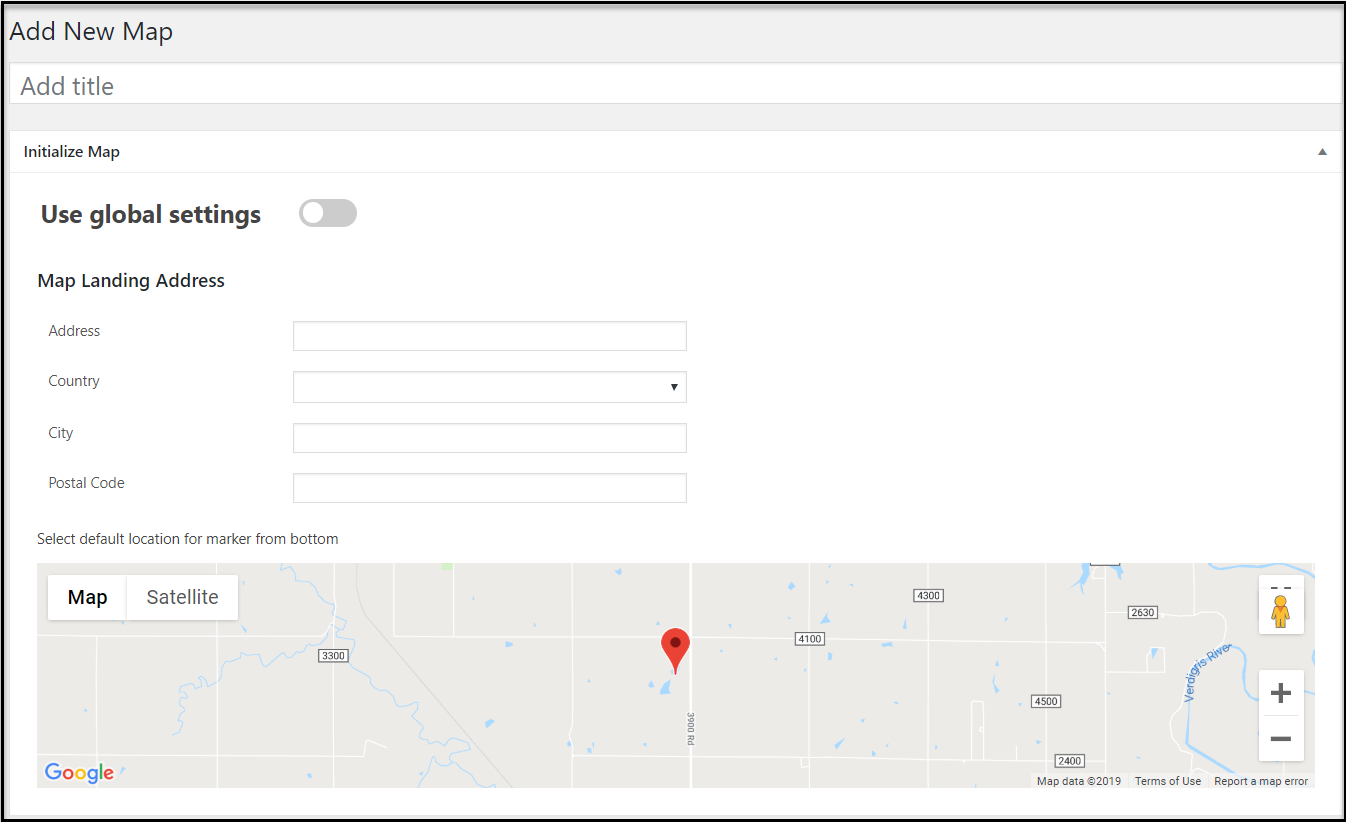 Add New Map
Add title
Initialize Map
Use global settings
Map Landing Address
Address
Country
City
Postal Code
Select default location for marker from bottom
Map Satellite
4300
2630
4100
3300
Verdigris River
4500
3900 Rd
2400
Google
Map data ©2019 Terms of Use Report a map error